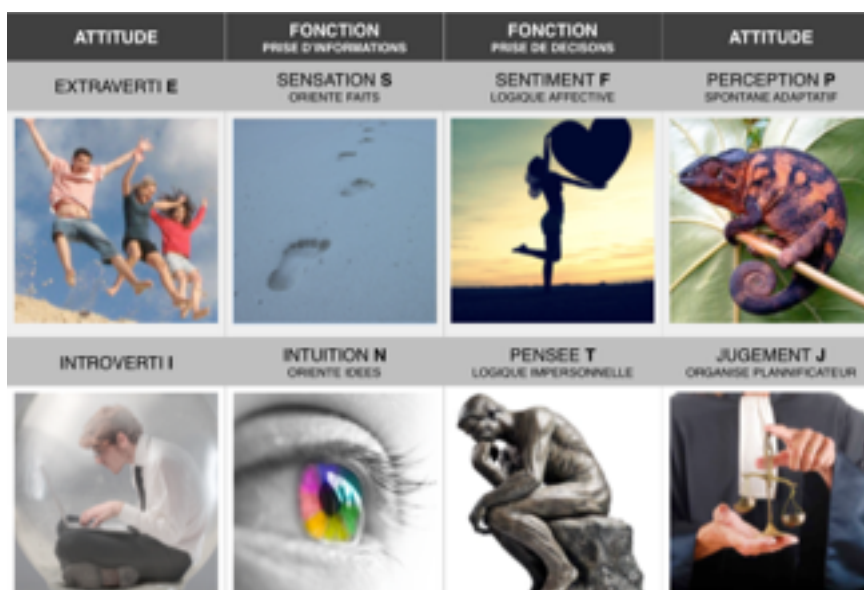 ATTITUDE
FONCTION
PRISE D'INFORMATIONS
FONCTION
PRISE DE DECISONS
ATTITUDE
EXTRAVERTI E
SENSATION S
ORIENTE FAITS
SENTIMENT F
LOGIQUE AFFECTIVE
PERCEPTION P
SPONTANE ADAPTATIF
INTROVERTI I
INTUITION N
ORIENTE IDEES
PENSEE T
LOGIQUE IMPERSONNELLE
JUGEMENT J
ORGANISE PLANNIFICATEUR